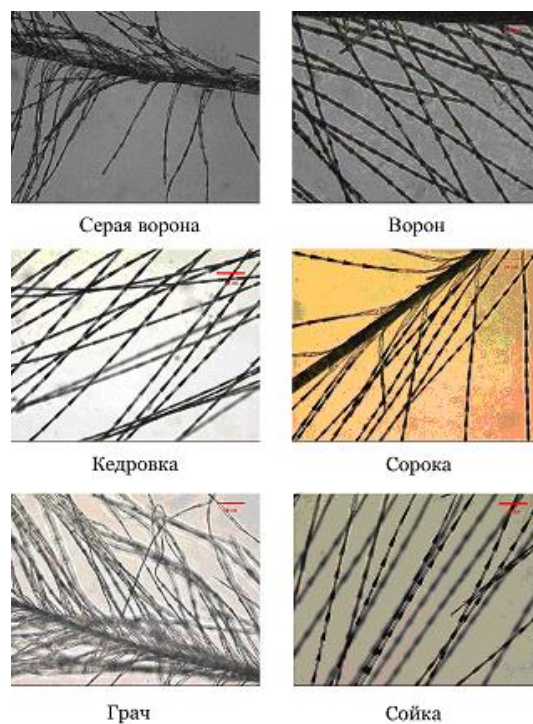 Серая ворона
Ворон
Кедровка
Сорока
Грач
Сойка